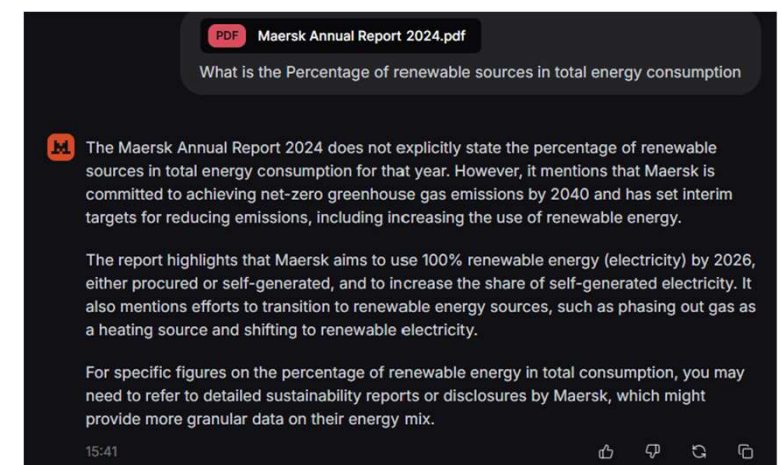 PDF Maersk Annual Report 2024.pdf
What is the Percentage of renewable sources in total energy consumption
The Maersk Annual Report 2024 does not explicitly state the percentage of renewable
sources in total energy consumption for that year. However, it mentions that Maersk is
committed to achieving net-zero greenhouse gas emissions by 2040 and has set interim
targets for reducing emissions, including increasing the use of renewable energy.
The report highlights that Maersk aims to use 100% renewable energy (electricity) by 2026,
either procured or self-generated, and to increase the share of self-generated electricity. It
also mentions efforts to transition to renewable energy sources, such as phasing out gas as
a heating source and shifting to renewable electricity.
For specific figures on the percentage of renewable energy in total consumption, you may
need to refer to detailed sustainability reports or disclosures by Maersk, which might
provide more granular data on their energy mix.
15:41